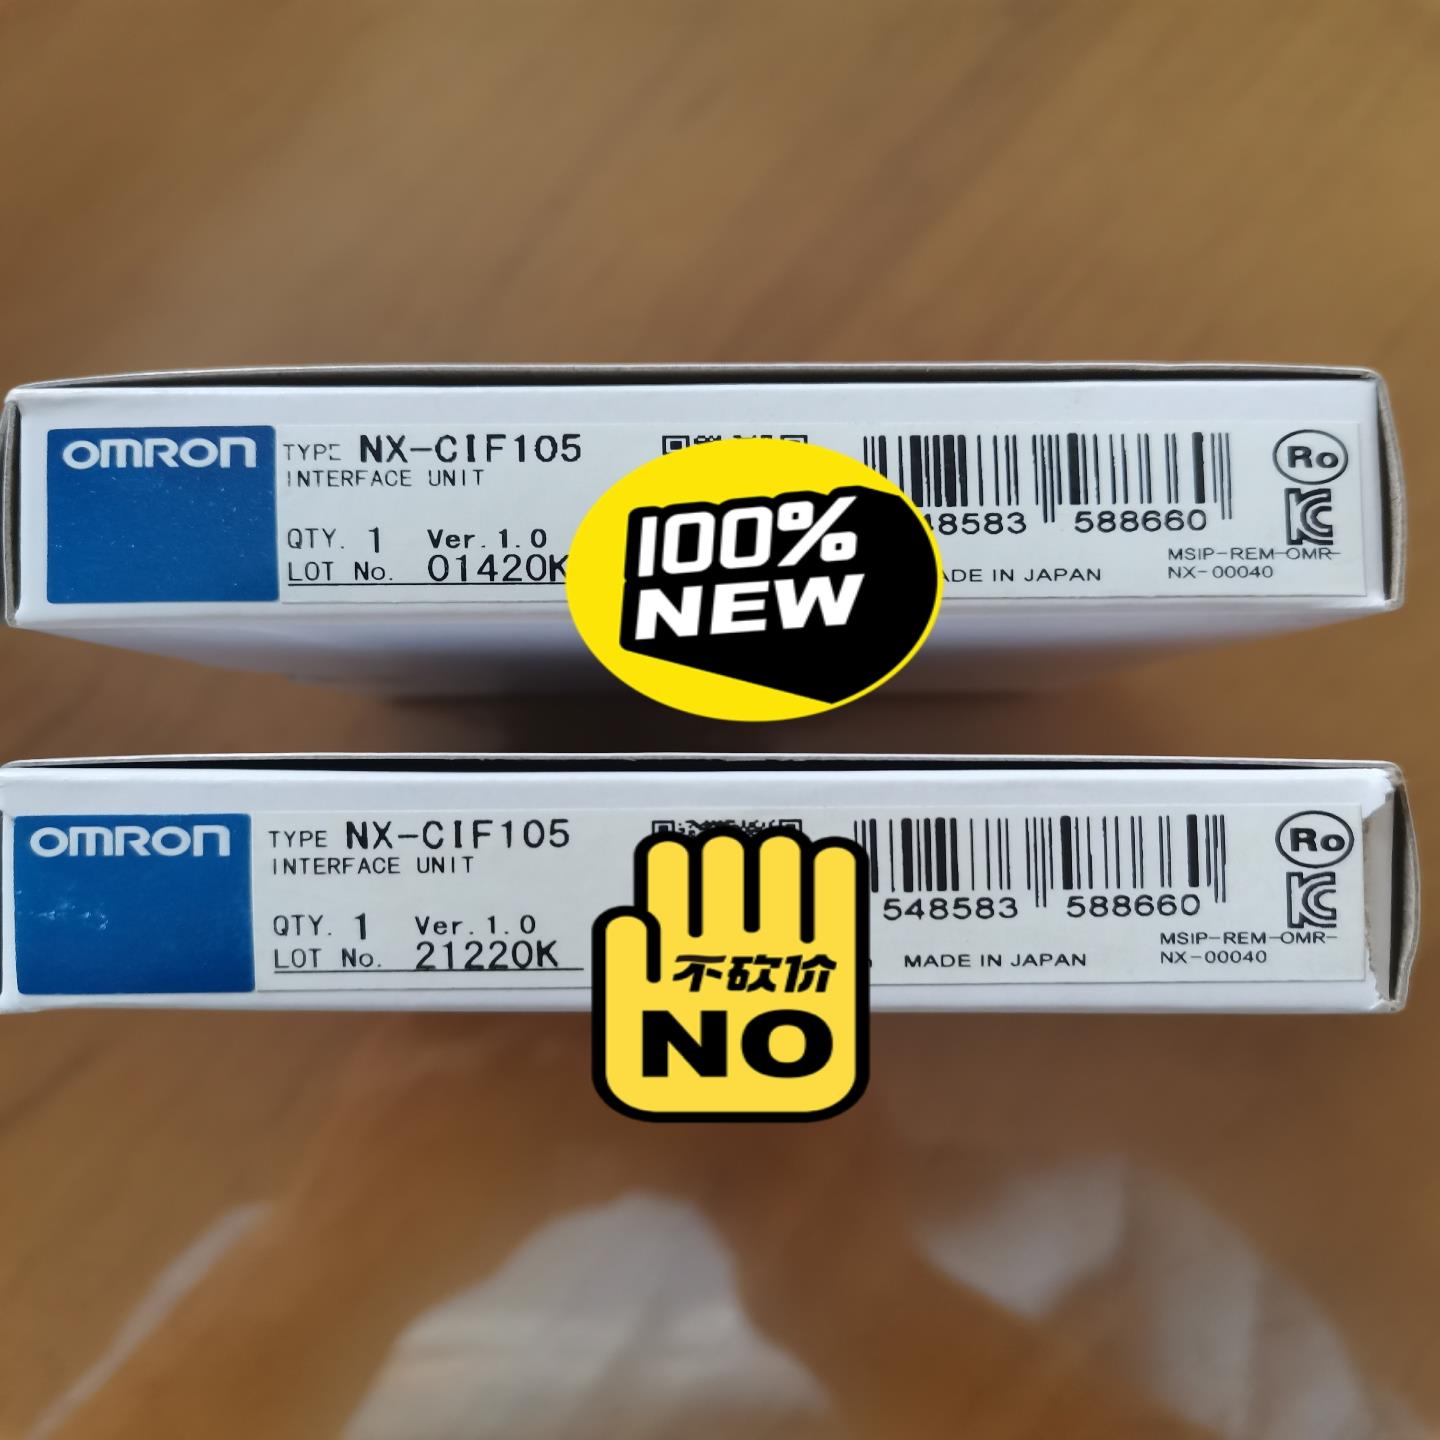 OMRON
TYPE NX-CIF105
INTERFACE UNIT
QTY. 1 Ver.1.0
LOT No. 01420K
48583 588660
ADE IN JAPAN
MSIP-REM-OMR-
NX-00040
Ro
100%
NEW
OMRON
TYPE NX-CIF105
INTERFACE UNIT
QTY. 1 Ver.1.0
LOT No. 21220K
548583 588660
MADE IN JAPAN
MSIP-REM-OMR-
NX-00040
Ro
不砍价
NO